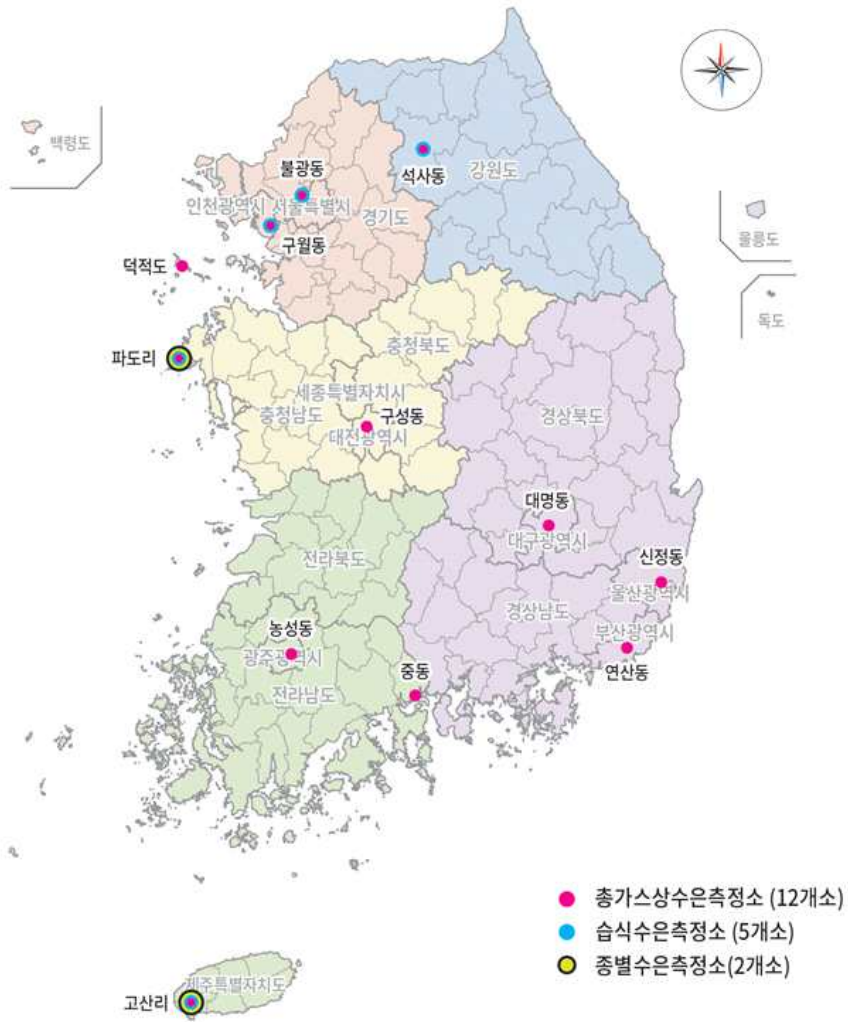 백령도
불광동
석사동
강원도
인천광역시 서울특별시
경기도
구월동
울릉도
덕적도
독도
파도리
충청북도
세종특별자치시
충청남도
구성동
대전광역시
경상북도
대명동
대구광역시
전라북도
신정동
울산광역시
경상남도
농성동
부산광역시
광주광역시
중동
연산동
전라남도
총가스상수은측정소 (12개소)
습식수은측정소 (5개소)
종별수은측정소(2개소)
제주특별자치도
고산리